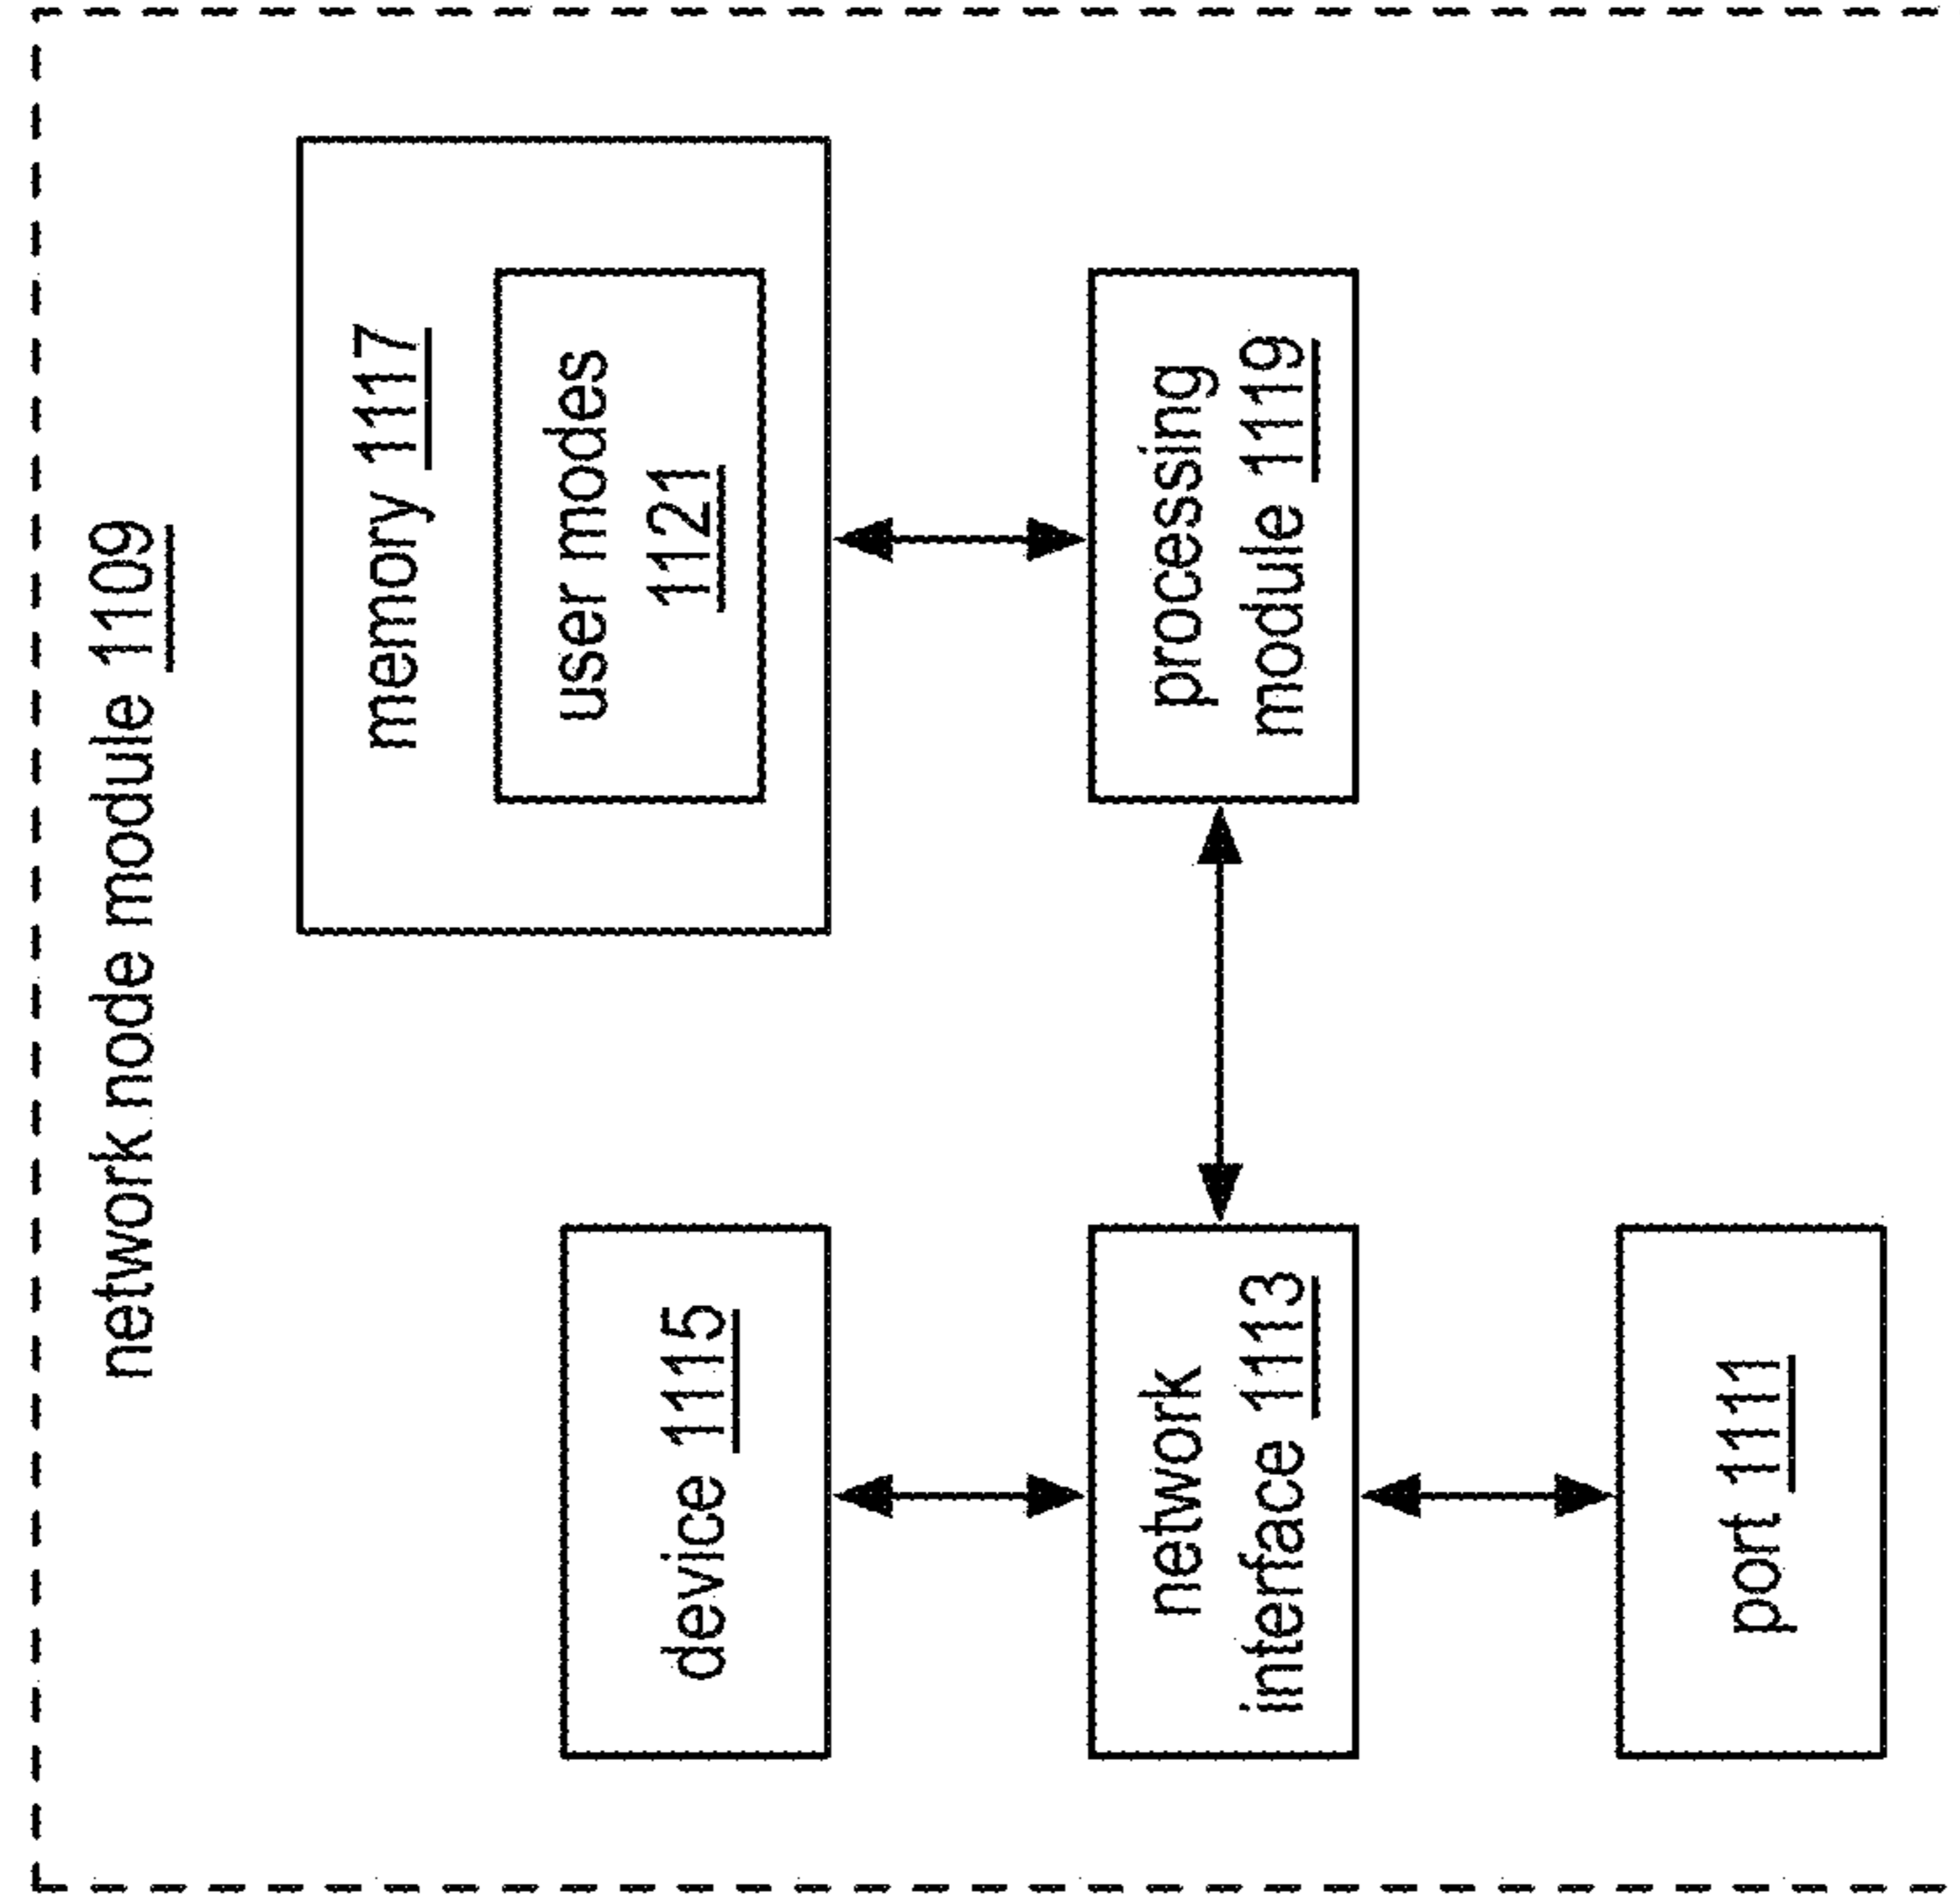 network node module 1109
device 1115
memory 1117
user modes
1121
network
interface 1113
processing
module 1119
port 1111